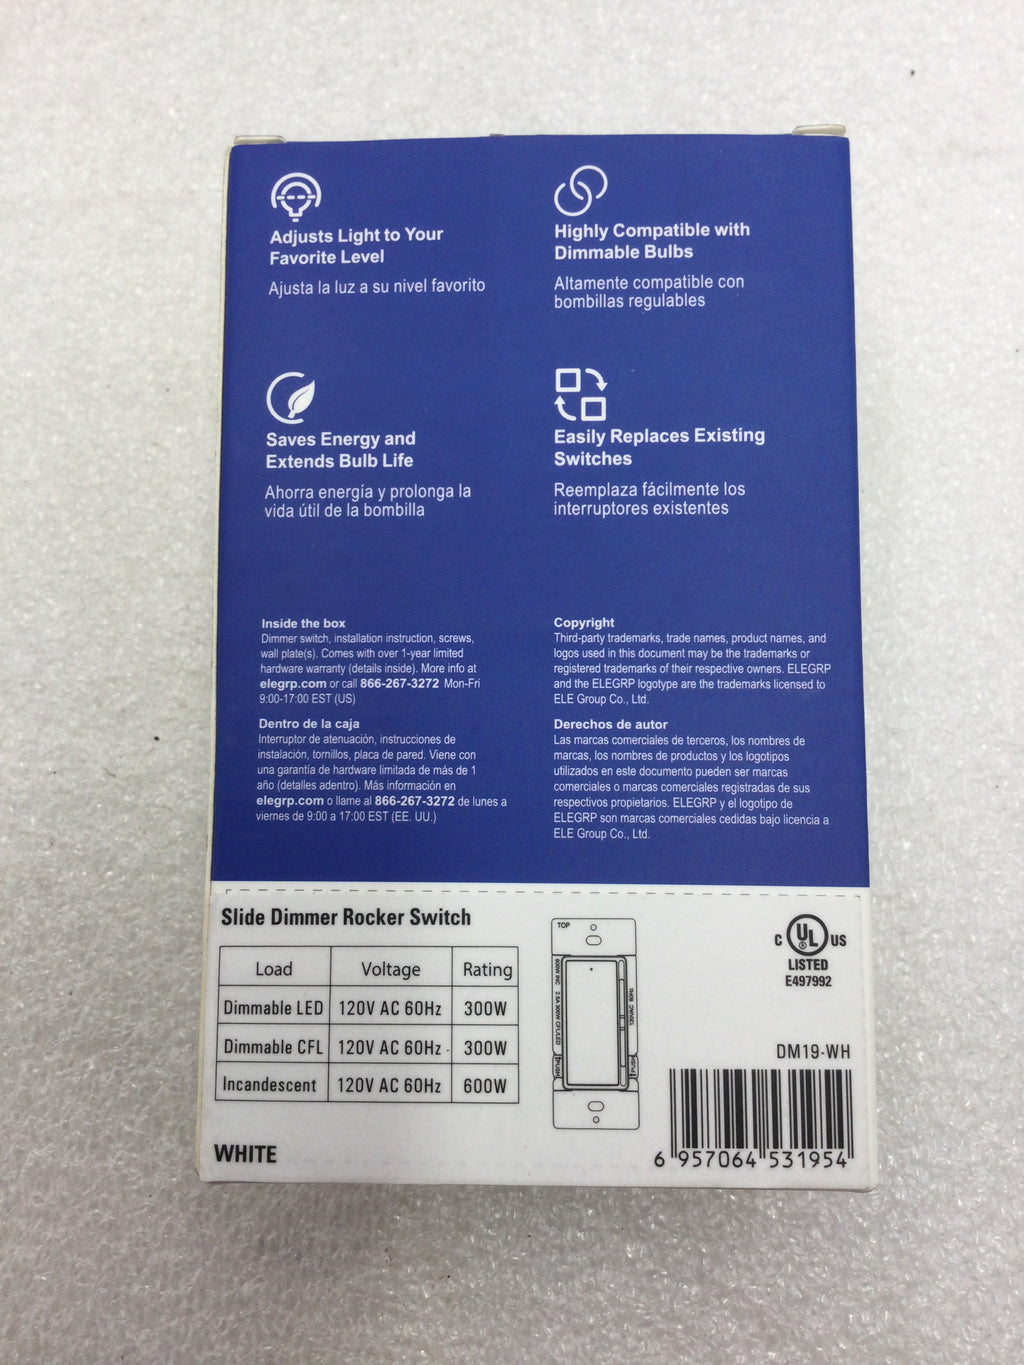 Adjusts Light to Your
Favorite Level
Ajusta la luz a su nivel favorito
Highly Compatible with
Dimmable Bulbs
Altamente compatible con
bombillas regulables
Saves Energy and
Extends Bulb Life
Ahorra energía y prolonga la
vida útil de la bombilla
Easily Replaces Existing
Switches
Reemplaza fácilmente los
interruptores existentes
Inside the box
Dimmer switch, installation instruction, screws,
wall plate(s). Comes with over 1-year limited
hardware warranty (details inside). More info at
elegrp.com or call 866-267-3272 Mon-Fri
9:00-17:00 EST (US)
Dentro de la caja
Interruptor de atenuación, instrucciones de
instalación, tornillos, placa de pared. Viene con
una garantía de hardware limitada de más de 1
año (detalles adentro). Más información en
elegrp.com o llame al 866-267-3272 de lunes a
viernes de 9:00 a 17:00 EST (EE. UU.)
Copyright
Third-party trademarks, trade names, product names, and
logos used in this document may be the trademarks or
registered trademarks of their respective owners. ELEGRP
and the ELEGRP logotype are the trademarks licensed to
ELE Group Co., Ltd.
Derechos de autor
Las marcas comerciales de terceros, los nombres de
marcas, los nombres de productos y los logotipos
utilizados en este documento pueden ser marcas
comerciales o marcas comerciales registradas de sus
respectivos propietarios. ELEGRP y el logotipo de
ELEGRP son marcas comerciales cedidas bajo licencia a
ELE Group Co., Ltd.
Slide Dimmer Rocker Switch
Load Voltage Rating
Dimmable LED 120V AC 60Hz 300W
Dimmable CFL 120V AC 60Hz 300W
Incandescent 120V AC 60Hz 600W
WHITE
TOP
600W INC 2.5A 300W CFL/LED
120VAC 60Hz
PUSH
PUSH
C UL ® US
LISTED
E497992
DM19-WH
6 957064 531954